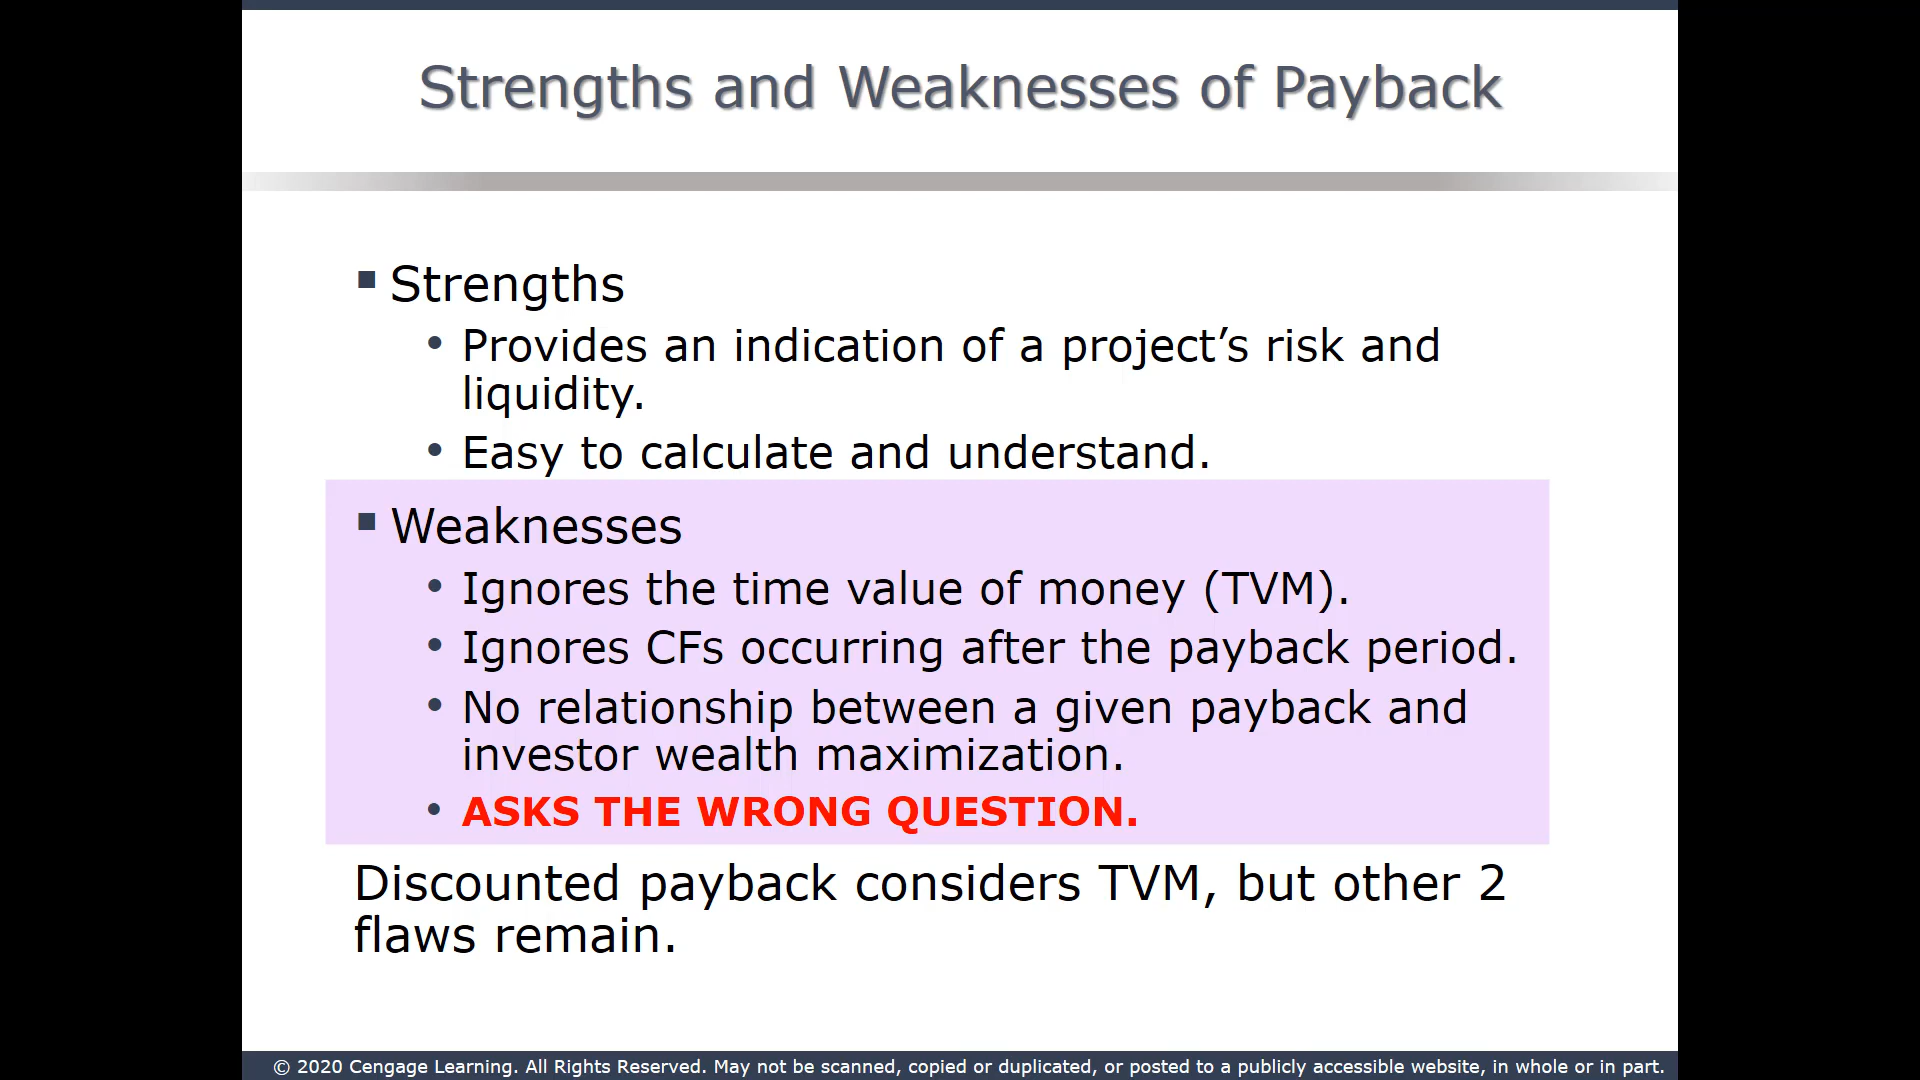 Strengths and Weaknesses of Payback
Strengths
Provides an indication of a project’s risk and
liquidity.
Easy to calculate and understand.
Weaknesses
Ignores the time value of money (TVM).
Ignores CFs occurring after the payback period.
No relationship between a given payback and
investor wealth maximization.
ASKS THE WRONG QUESTION.
Discounted payback considers TVM, but other 2
flaws remain.
© 2020 Cengage Learning. All Rights Reserved. May not be scanned, copied or duplicated, or posted to a publicly accessible website, in whole or in part.